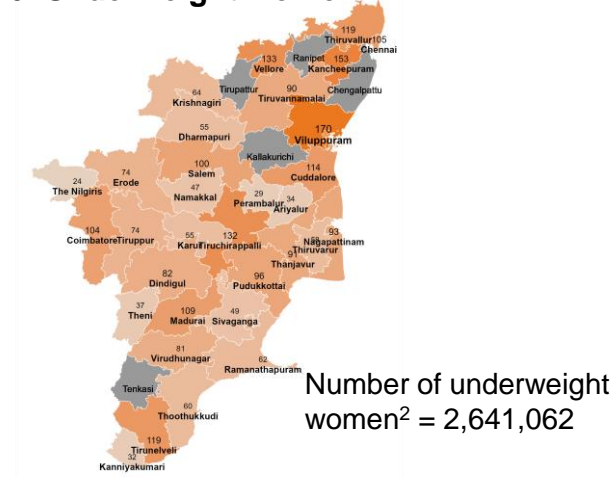 119
Thiruvallur
105
Chennai
133
Vellore
Ranipet
153
Kancheepuram
Tirupattur
90
Tiruvannamalai
Chengalpattu
64
Krishnagiri
55
Dharmapuri
170
Viluppuram
Kallakurichi
100
Salem
114
Cuddalore
24
The Nilgiris
74
Erode
47
Namakkal
29
Perambalur
34
Ariyalur
104
Coimbatore
74
Tiruppur
55
Karur
132
Tiruchirappalli
93
Nagapattinam
Thiruvarur
91
Thanjavur
82
Dindigul
96
Pudukkottai
37
Theni
109
Madurai
49
Sivaganga
81
Virudhunagar
62
Ramanathapuram
Tenkasi
60
Thoothukkudi
119
Tirunelveli
32
Kanniyakumari
Number of underweight
women² = 2,641,062